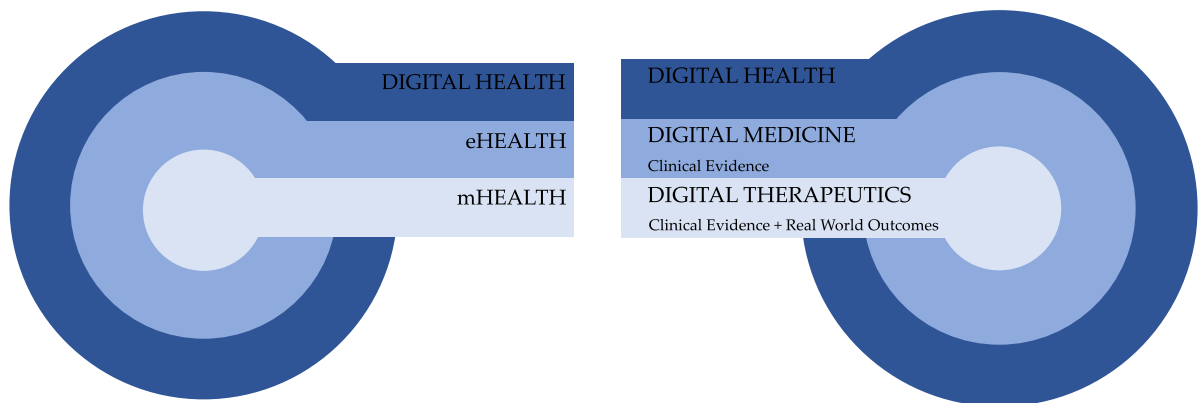 DIGITAL HEALTH
eHEALTH
mHEALTH
DIGITAL HEALTH
DIGITAL MEDICINE
Clinical Evidence
DIGITAL THERAPEUTICS
Clinical Evidence + Real World Outcomes